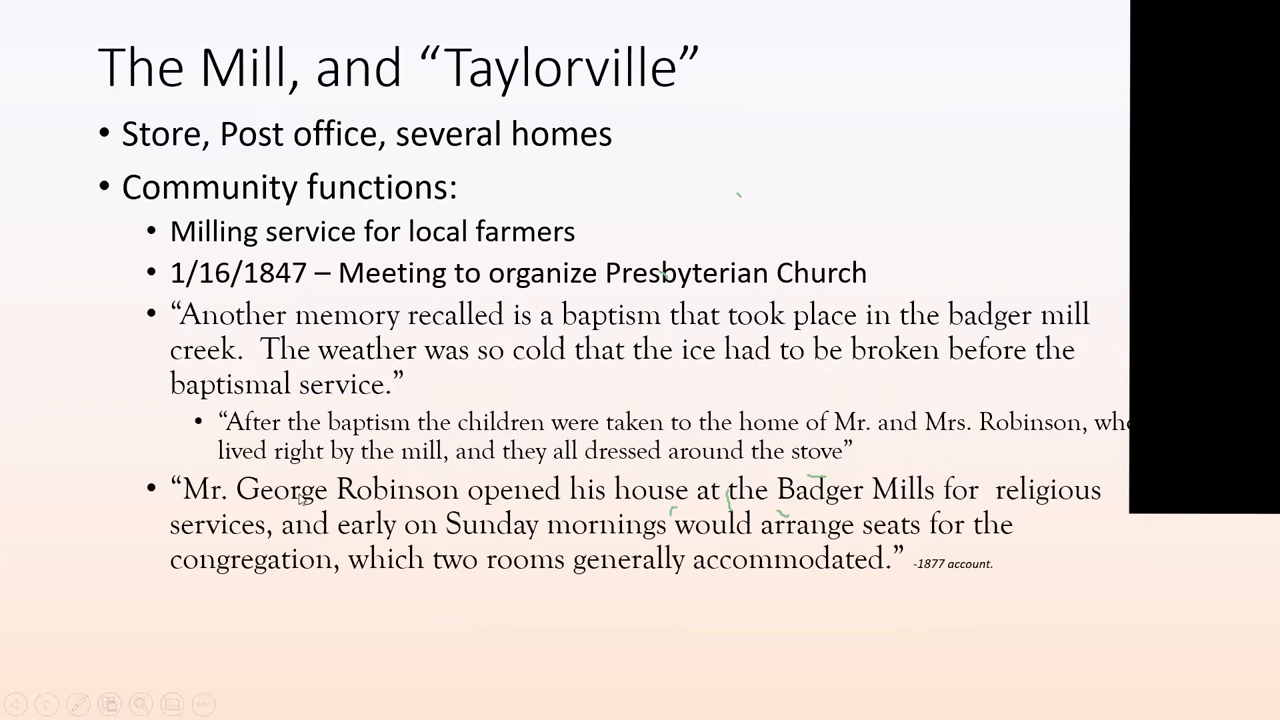 The Mill, and “Taylorville”
• Store, Post office, several homes
• Community functions:
• Milling service for local farmers
• 1/16/1847 – Meeting to organize Presbyterian Church
• “Another memory recalled is a baptism that took place in the badger mill
creek.  The weather was so cold that the ice had to be broken before the
baptismal service.”
• “After the baptism the children were taken to the home of Mr. and Mrs. Robinson,
lived right by the mill, and they all dressed around the stove”
• “Mr. George Robinson opened his house at the Badger Mills for  religious
services, and early on Sunday mornings would arrange seats for the
congregation, which two rooms generally accommodated.” -1877 account.